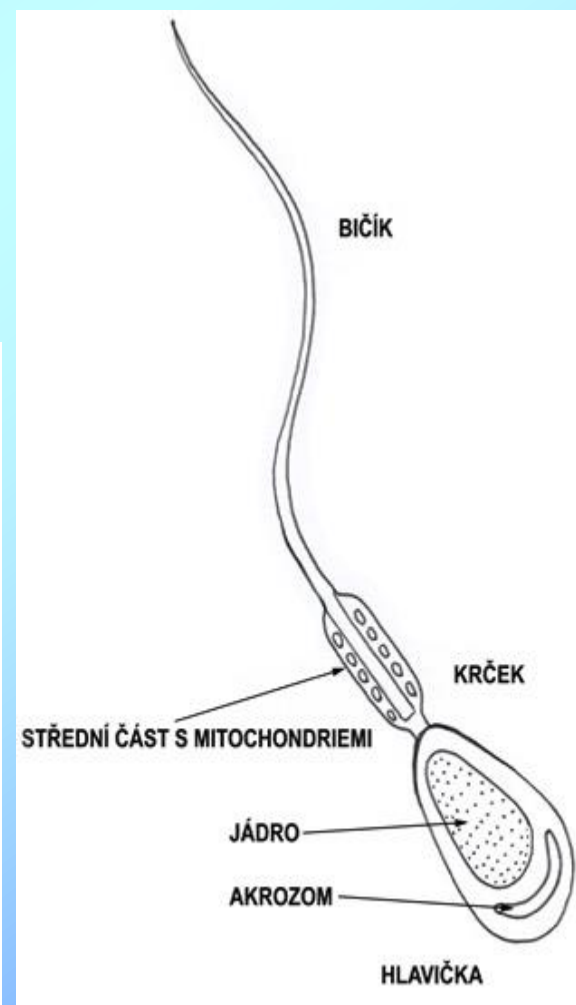 BIČÍK
KRČEK
STŘEDNÍ ČÁST S MITOCHONDRIEMI
JÁDRO
AKROZOM
HLAVIČKA